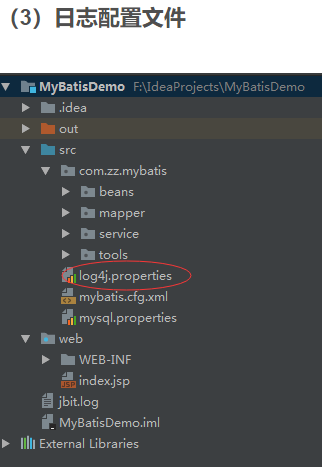 （3）日志配置文件
MyBatisDemo F:\IdeaProjects\MyBatisDemo
.idea
out
src
com.zz.mybatis
beans
mapper
service
tools
log4j.properties
mybatis.cfg.xml
mysql.properties
web
WEB-INF
JSP index.jsp
jbit.log
MyBatisDemo.iml
External Libraries